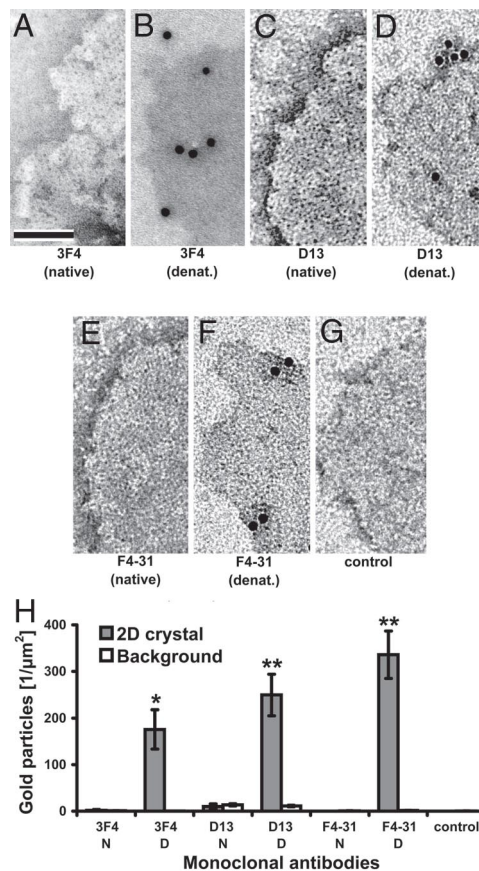 A B C D
3F4 3F4 D13 D13
(native) (denat.) (native) (denat.)
E F G
F4-31 F4-31 control
(native) (denat.)
H
400
300
200
100
0
Gold particles [1/µm²]
2D crystal
Background
* ** **
3F4 3F4 D13 D13 F4-31 F4-31 control
N D N D N D
Monoclonal antibodies